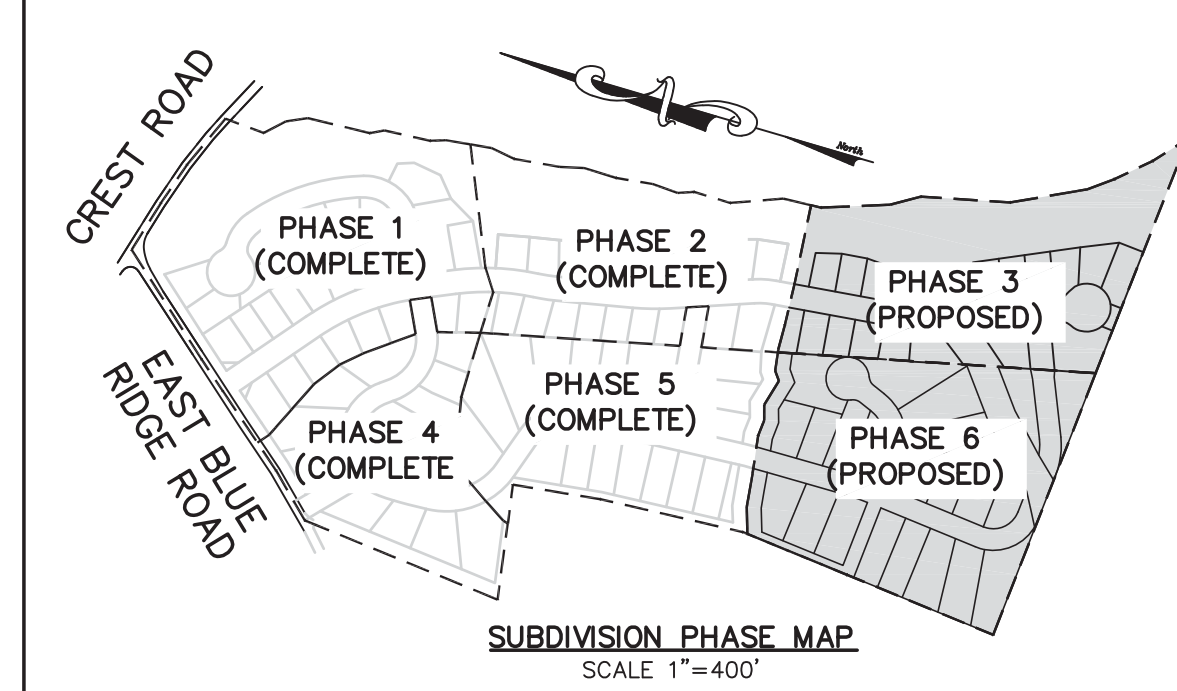 CREST ROAD
N
North
PHASE 1
(COMPLETE)
PHASE 2
(COMPLETE)
PHASE 3
(PROPOSED)
EAST BLUE
RIDGE ROAD
PHASE 4
(COMPLETE
PHASE 5
(COMPLETE)
PHASE 6
(PROPOSED)
SUBDIVISION PHASE MAP
SCALE 1"=400'